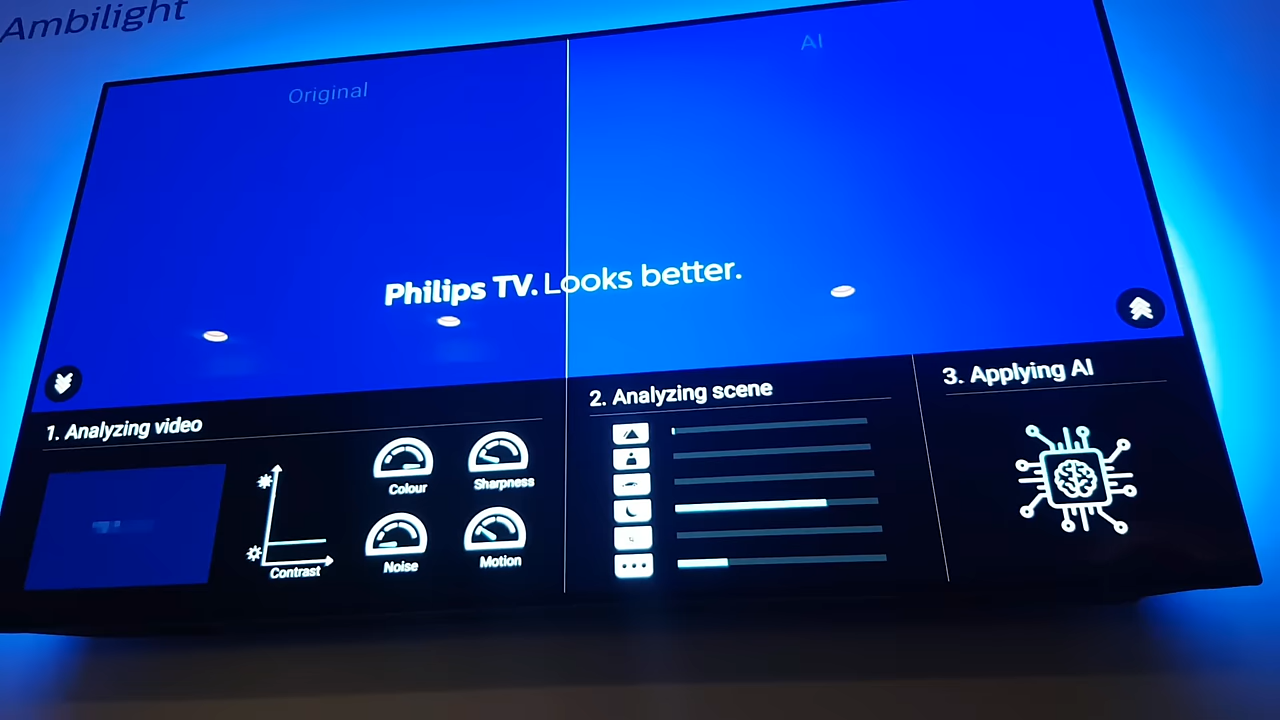 Ambilight
Original
AI
Philips TV. Looks better.
1. Analyzing video
Colour
Sharpness
Noise
Motion
Contrast
2. Analyzing scene
3. Applying AI